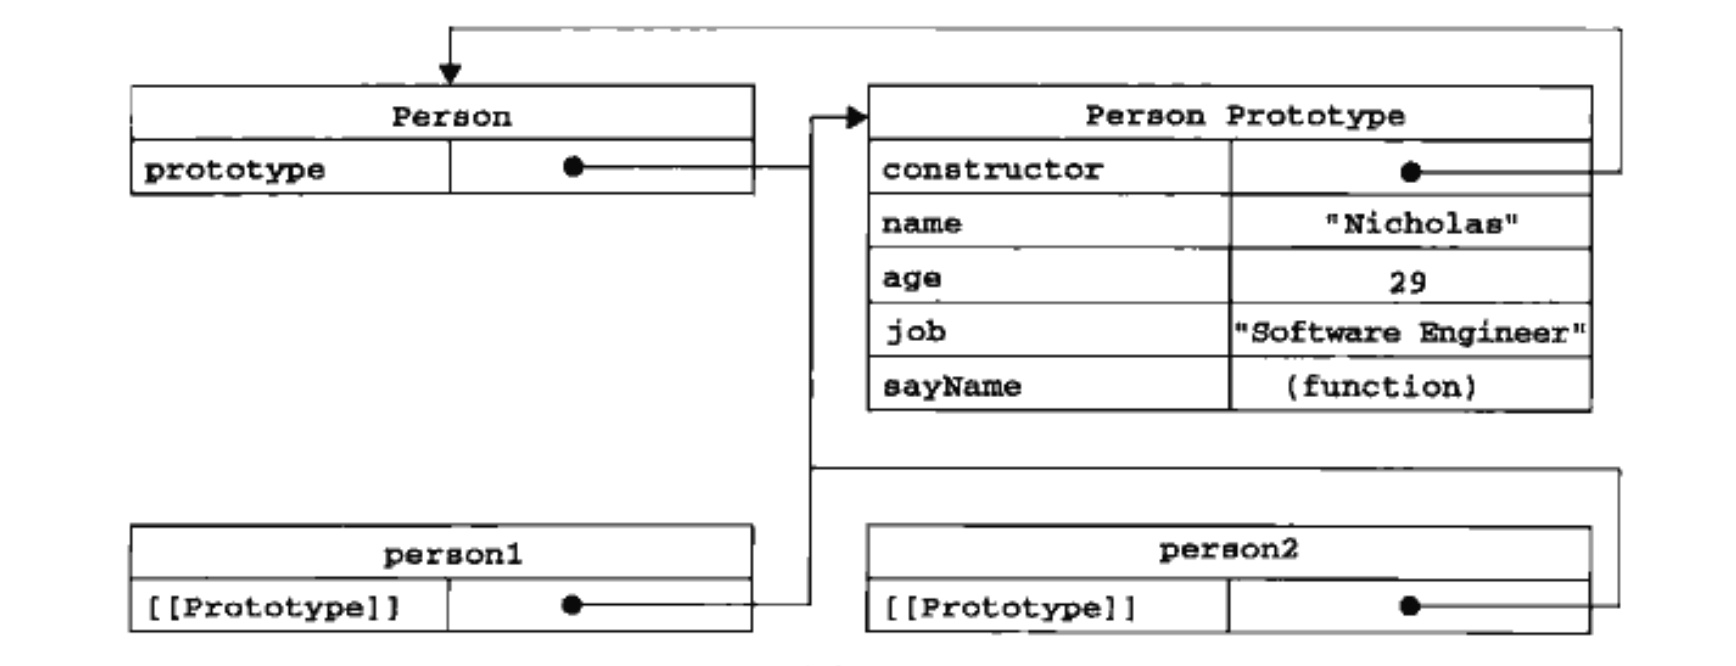 Person
prototype
Person Prototype
constructor
name "Nicholas"
age 29
job "Software Engineer"
sayName (function)
person1
[[Prototype]]
person2
[[Prototype]]